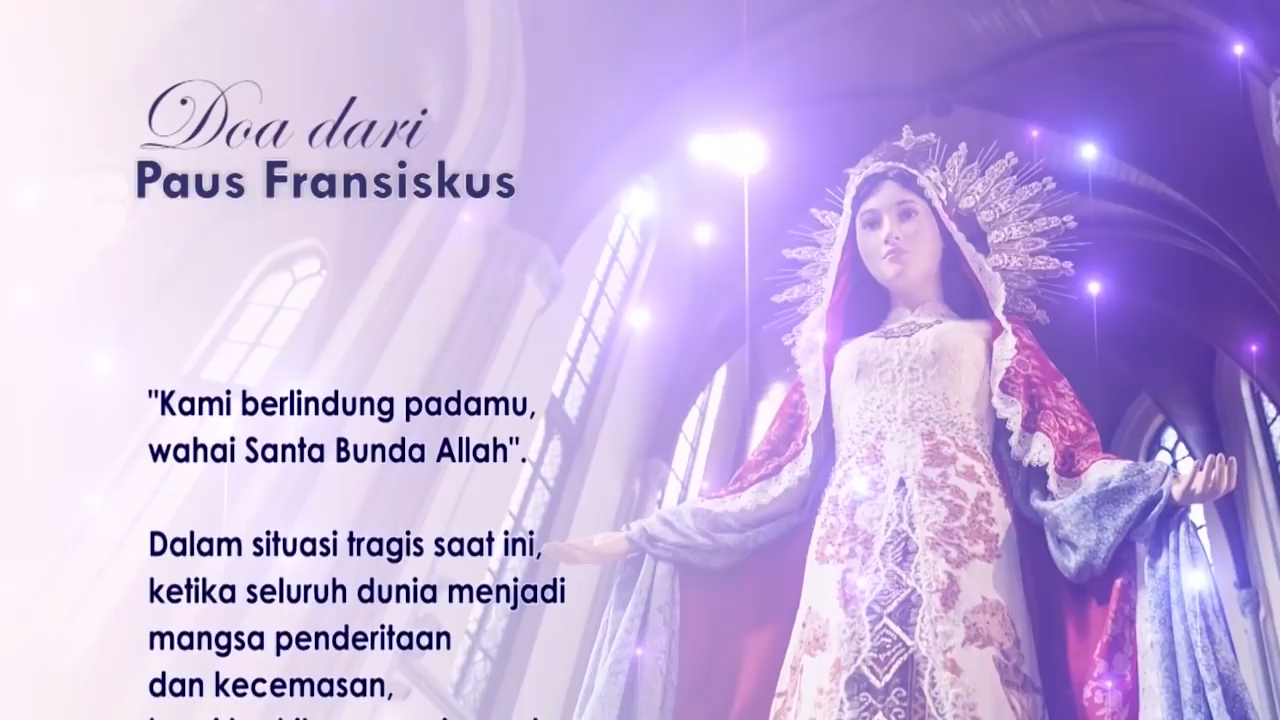 Doa dari
Paus Fransiskus
"Kami berlindung padamu,
wahai Santa Bunda Allah".
Dalam situasi tragis saat ini,
ketika seluruh dunia menjadi
mangsa penderitaan
dan kecemasan,